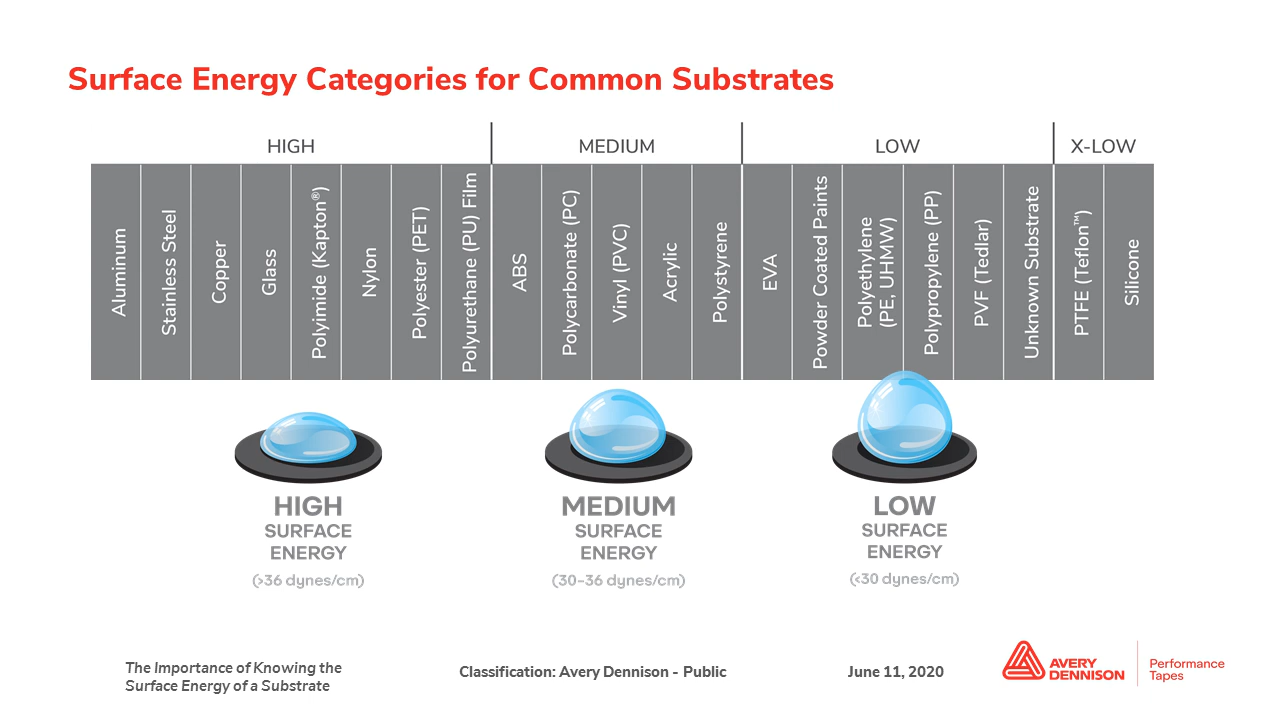 Surface Energy Categories for Common Substrates
HIGH
MEDIUM
LOW
X-LOW
Aluminum
Stainless Steel
Copper
Glass
Polyimide (Kapton®)
Nylon
Polyester (PET)
Polyurethane (PU) Film
ABS
Polycarbonate (PC)
Vinyl (PVC)
Acrylic
Polystyrene
EVA
Powder Coated Paints
Polyethylene
(PE, UHMW)
Polypropylene (PP)
PVF (Tedlar)
Unknown Substrate
PTFE (Teflon™)
Silicone
HIGH
SURFACE
ENERGY
(>36 dynes/cm)
MEDIUM
SURFACE
ENERGY
(30-36 dynes/cm)
LOW
SURFACE
ENERGY
(<30 dynes/cm)
The Importance of Knowing the
Surface Energy of a Substrate
Classification: Avery Dennison - Public
June 11, 2020
AVERY
DENNISON
Performance
Tapes